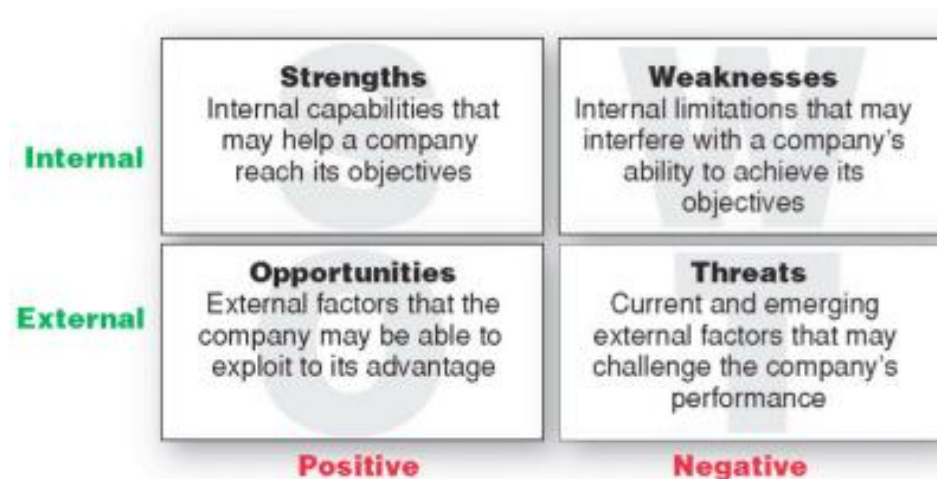 Strengths
Internal capabilities that
may help a company
reach its objectives
Weaknesses
Internal limitations that may
interfere with a company's
ability to achieve its
objectives
Internal
Opportunities
External factors that the
company may be able to
exploit to its advantage
Threats
Current and emerging
external factors that may
challenge the company's
performance
External
Positive
Negative
S
W
O
T